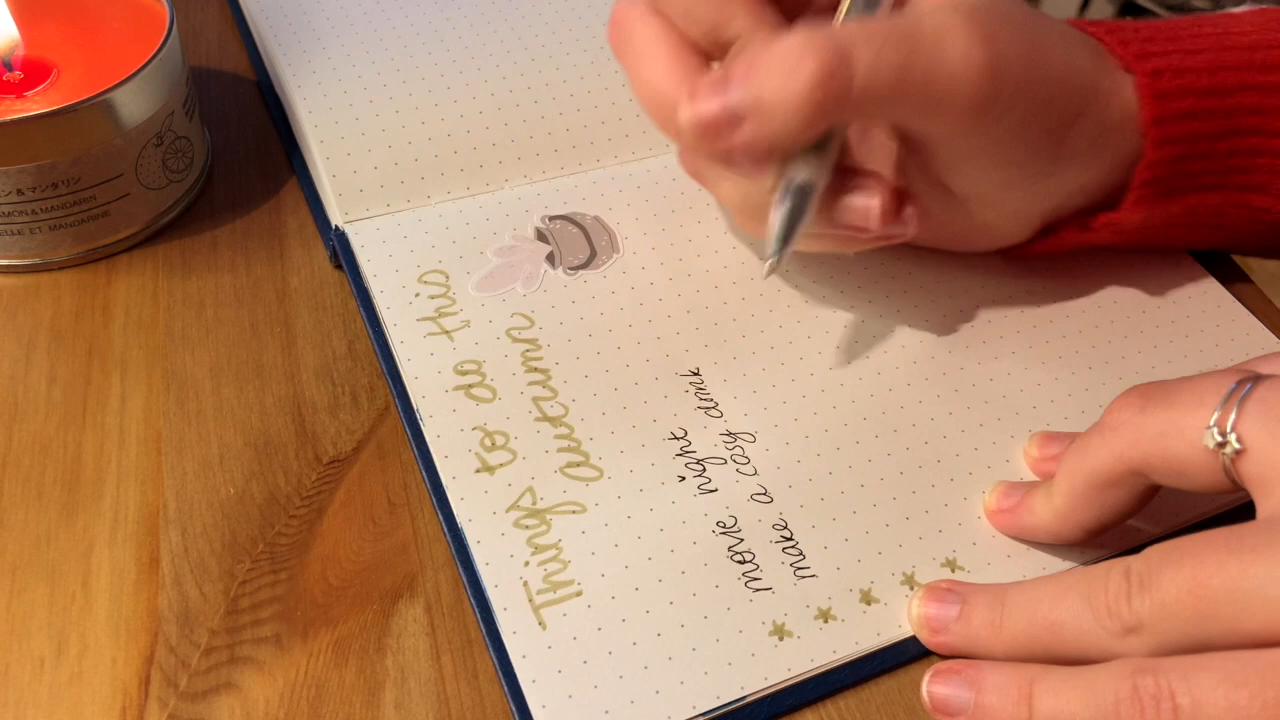 Things to do this
autumn
movie night
make a cosy drink
ン&マンダリン
AMON & MANDARIN
ELLE ET MANDARINE